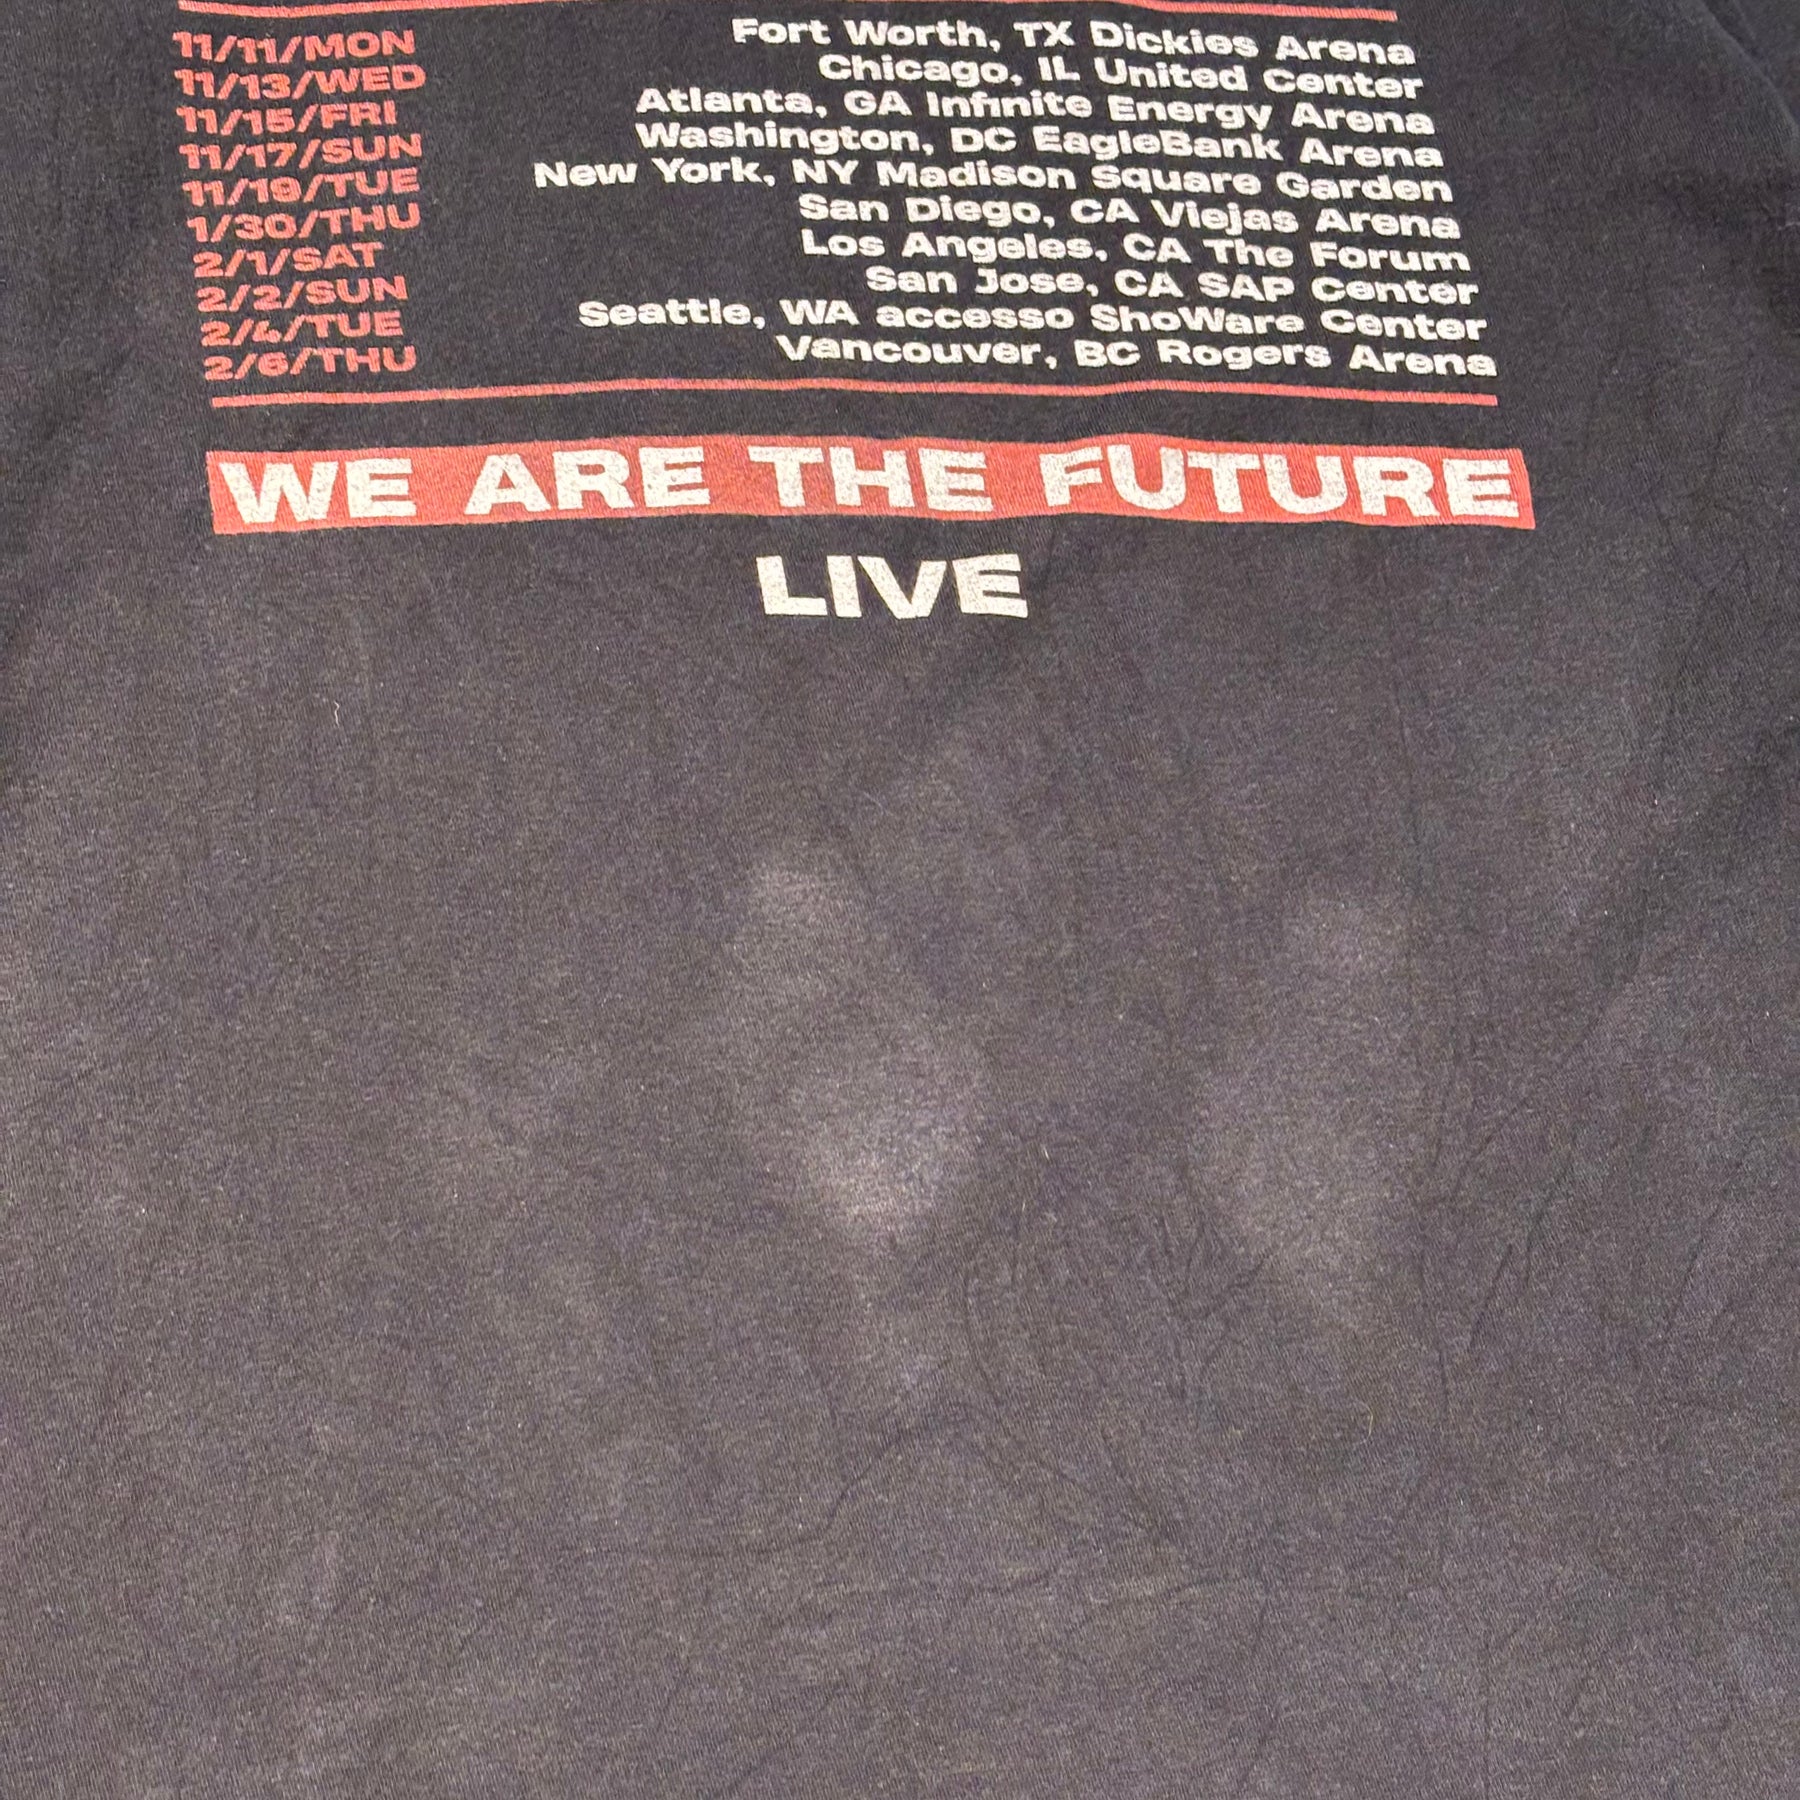 11/11/MON Fort Worth, TX Dickies Arena
11/13/WED Chicago, IL United Center
11/15/FRI Atlanta, GA Infinite Energy Arena
11/17/SUN Washington, DC EagleBank Arena
11/19/TUE New York, NY Madison Square Garden
1/30/THU San Diego, CA Viejas Arena
2/1/SAT Los Angeles, CA The Forum
2/2/SUN San Jose, CA SAP Center
2/4/TUE Seattle, WA accesso ShoWare Center
2/6/THU Vancouver, BC Rogers Arena
WE ARE THE FUTURE
LIVE